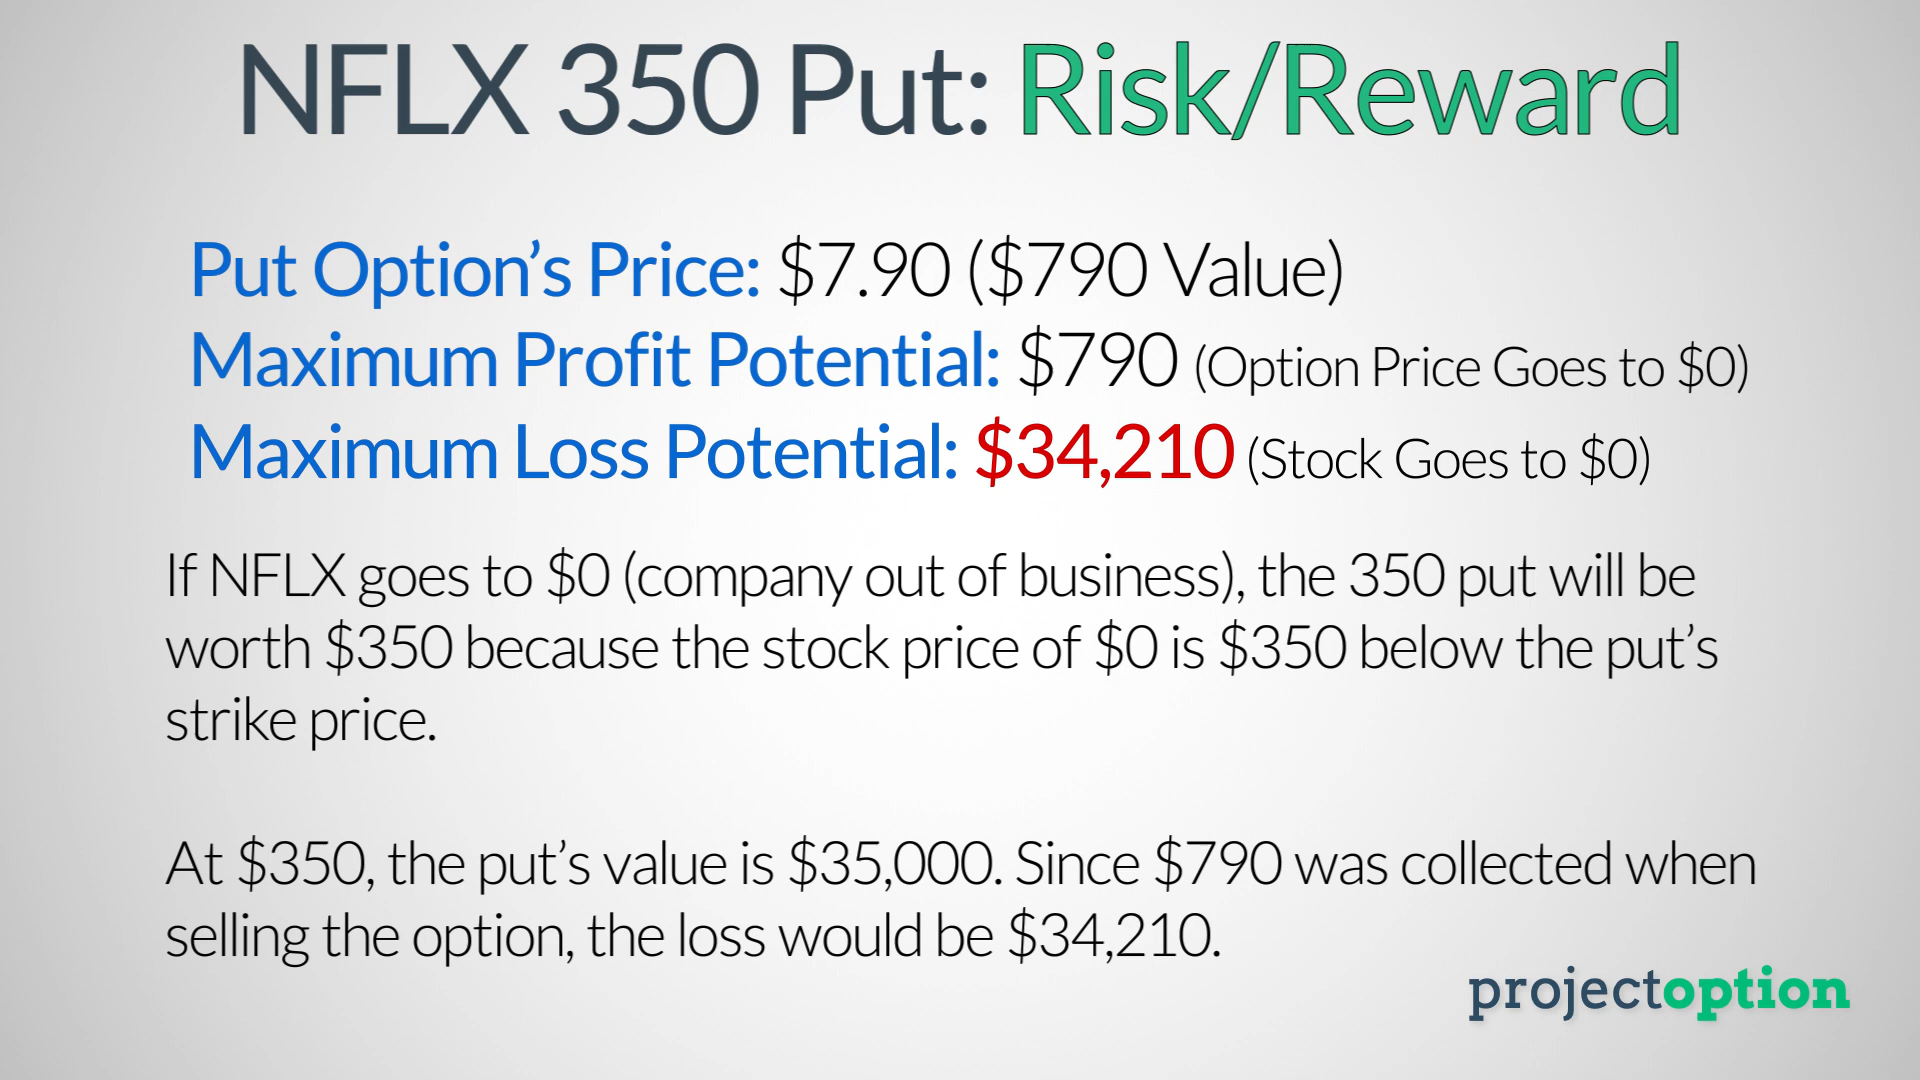 NFLX 350 Put: Risk/Reward
Put Option’s Price: $7.90 ($790 Value)
Maximum Profit Potential: $790 (Option Price Goes to $0)
Maximum Loss Potential: $34,210 (Stock Goes to $0)
If NFLX goes to $0 (company out of business), the 350 put will be
worth $350 because the stock price of $0 is $350 below the put’s
strike price.
At $350, the put’s value is $35,000. Since $790 was collected when
selling the option, the loss would be $34,210.
projectoption